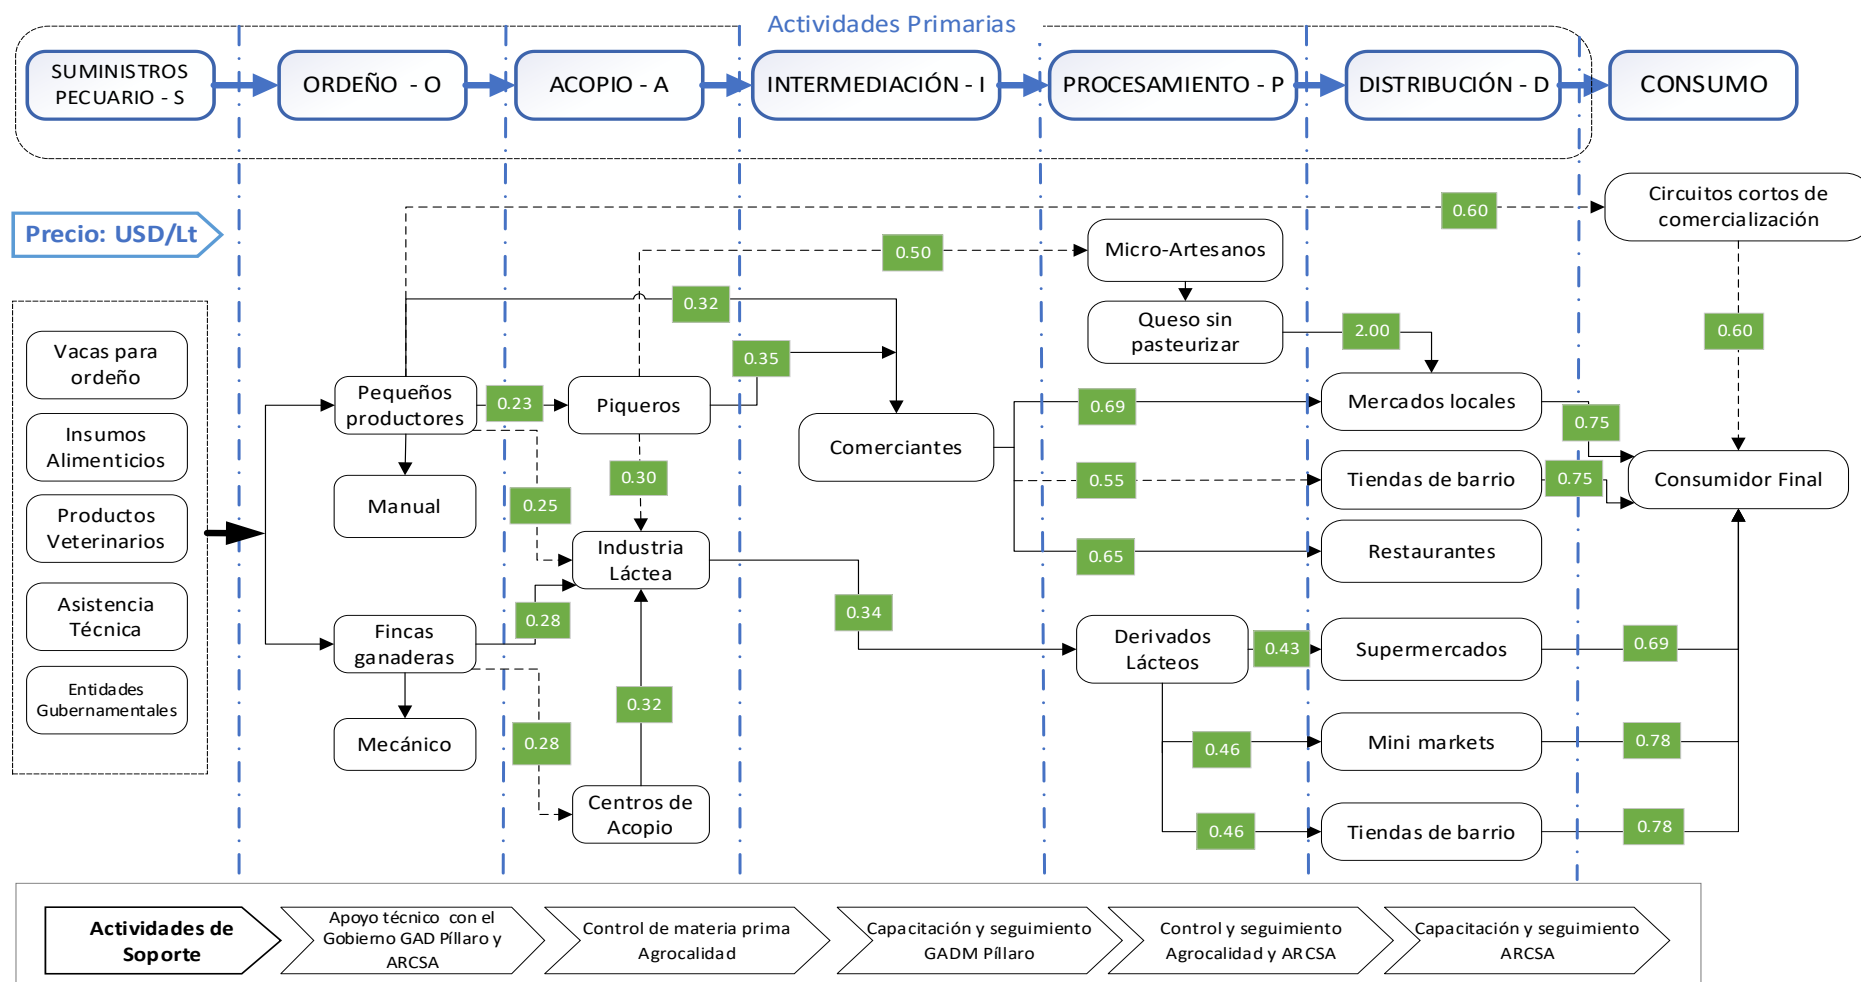 Actividades Primarias
SUMINISTROS
PECUARIO - S
ORDEÑO - O
ACOPIO - A
INTERMEDIACIÓN - I
PROCESAMIENTO - P
DISTRIBUCIÓN - D
CONSUMO
Precio: USD/Lt
Circuitos cortos de
comercialización
0.60
Micro-Artesanos
0.50
0.32
Queso sin
pasteurizar
2.00
0.60
Vacas para
ordeño
0.35
Pequeños
productores
0.23
Piqueros
0.69
Mercados locales
0.75
Insumos
Alimenticios
Comerciantes
Manual
0.30
0.55
Tiendas de barrio
0.75
Consumidor Final
Productos
Veterinarios
0.25
Industria
Láctea
0.65
Restaurantes
Asistencia
Técnica
0.28
0.34
Fincas
ganaderas
Derivados
Lácteos
0.43
Supermercados
0.69
Entidades
Gubernamentales
0.32
Mecánico
0.28
0.46
Mini markets
0.78
Centros de
Acopio
0.46
Tiendas de barrio
0.78
Actividades de
Soporte
Apoyo técnico con el
Gobierno GAD Píllaro y
ARCSA
Control de materia prima
Agrocalidad
Capacitación y seguimiento
GADM Píllaro
Control y seguimiento
Agrocalidad y ARCSA
Capacitación y seguimiento
ARCSA